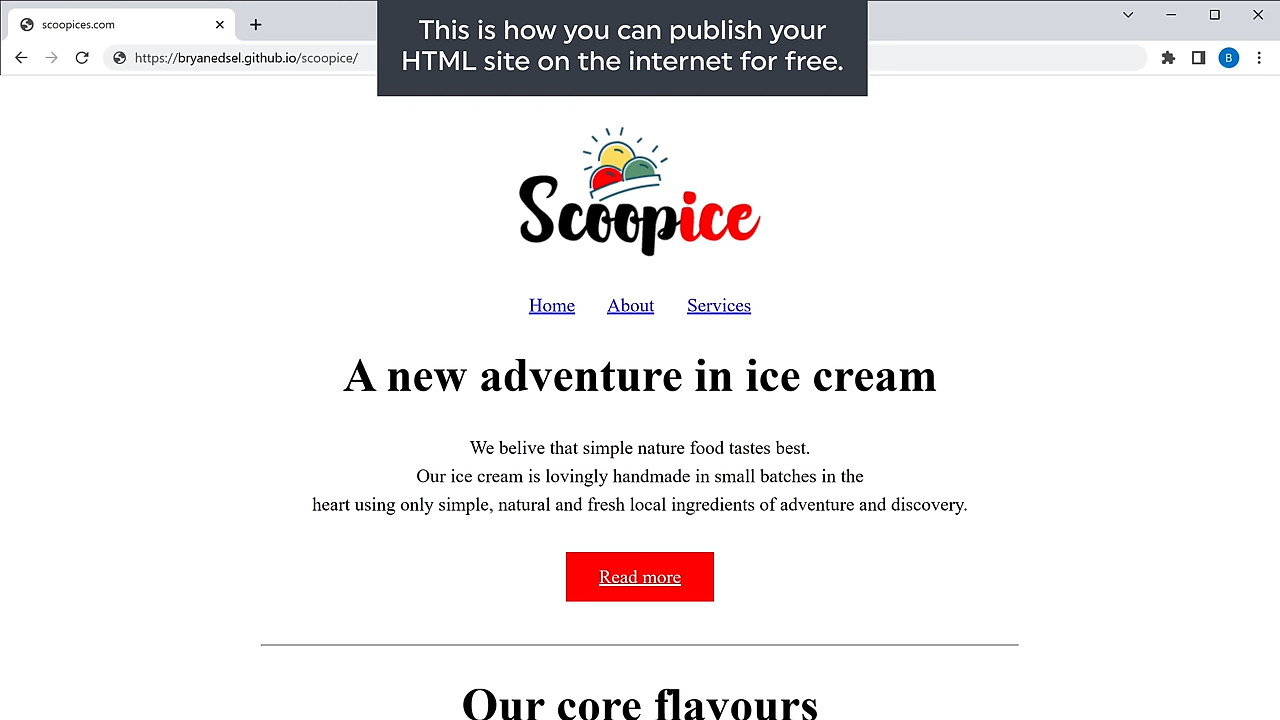 scoopices.com
This is how you can publish your
HTML site on the internet for free.
https://bryanedsel.github.io/scoopice/
B
Scoopice
Home About Services
A new adventure in ice cream
We belive that simple nature food tastes best.
Our ice cream is lovingly handmade in small batches in the
heart using only simple, natural and fresh local ingredients of adventure and discovery.
Read more
Our core flavours